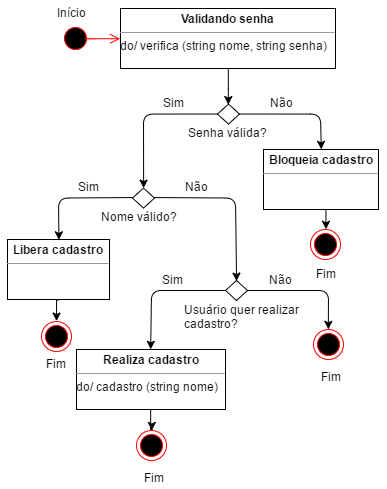 Início
Validando senha
do/ verifica (string nome, string senha)
Sim
Não
Senha válida?
Bloqueia cadastro
Sim
Não
Nome válido?
Fim
Libera cadastro
Sim
Não
Usuário quer realizar
cadastro?
Fim
Realiza cadastro
Fim
do/ cadastro (string nome)
Fim